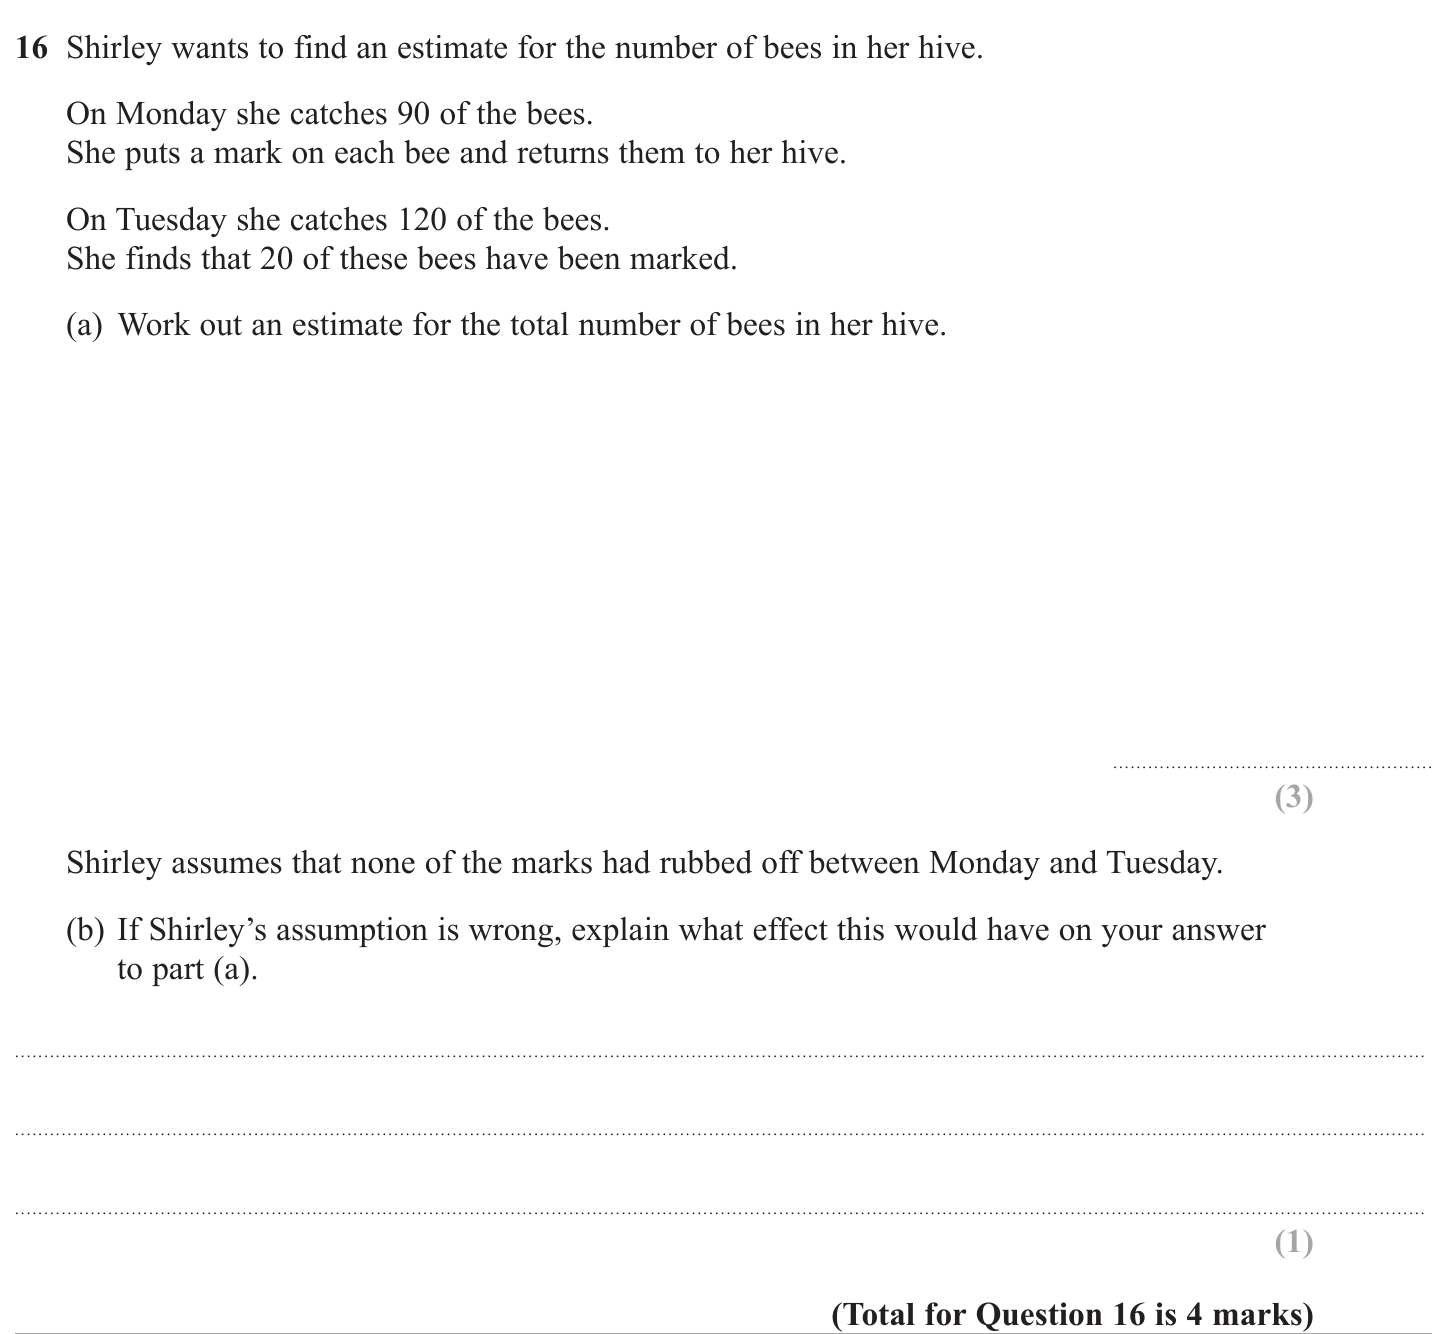 16 Shirley wants to find an estimate for the number of bees in her hive.
On Monday she catches 90 of the bees.
She puts a mark on each bee and returns them to her hive.
On Tuesday she catches 120 of the bees.
She finds that 20 of these bees have been marked.
(a) Work out an estimate for the total number of bees in her hive.
(3)
Shirley assumes that none of the marks had rubbed off between Monday and Tuesday.
(b) If Shirley’s assumption is wrong, explain what effect this would have on your answer
to part (a).
(1)
(Total for Question 16 is 4 marks)